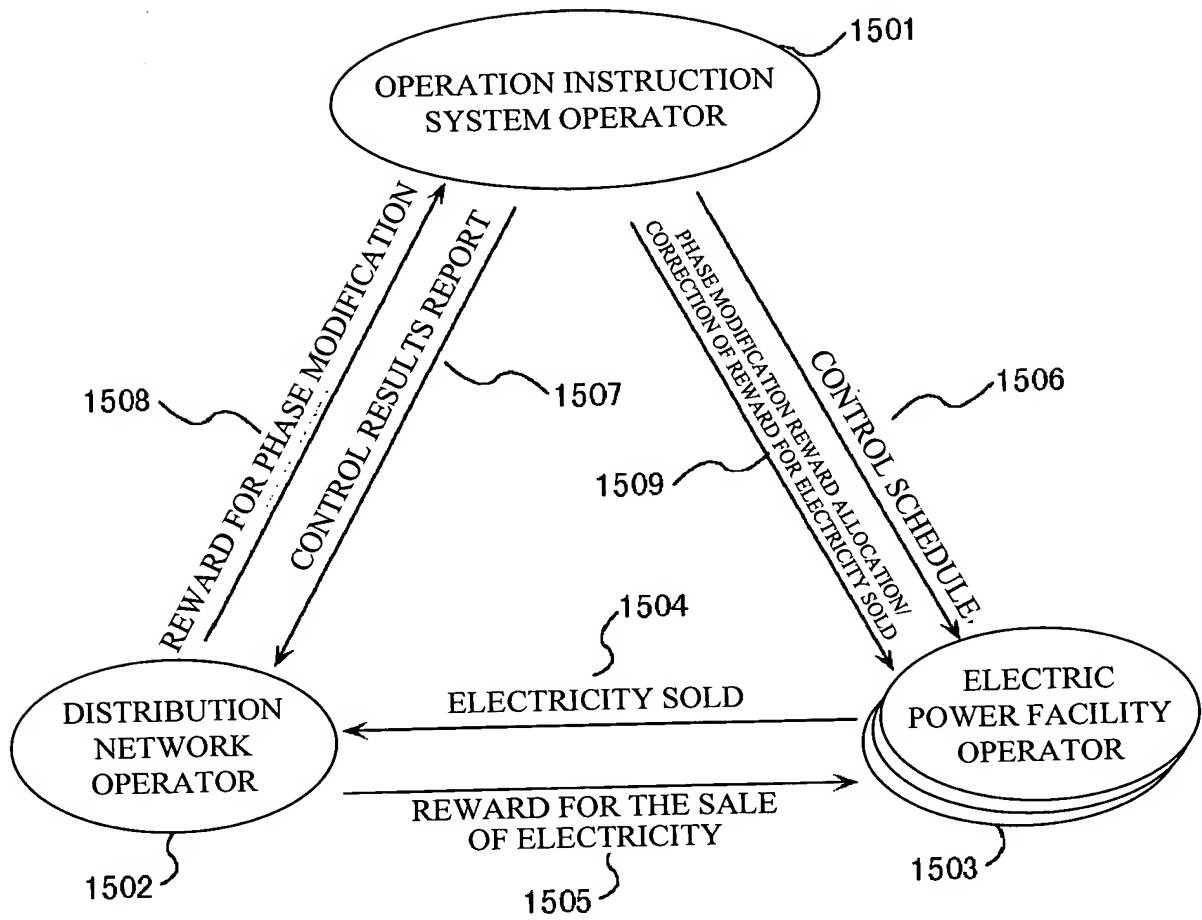 1501
OPERATION INSTRUCTION
SYSTEM OPERATOR
REWARD FOR PHASE MODIFICATION
CONTROL RESULTS REPORT
PHASE MODIFICATION REWARD ALLOCATION/
CORRECTION OF REWARD FOR ELECTRICITY SOLD
CONTROL SCHEDULE,
1508
1507
1506
1509
1504
ELECTRICITY SOLD
DISTRIBUTION
NETWORK
OPERATOR
ELECTRIC
POWER FACILITY
OPERATOR
REWARD FOR THE SALE
OF ELECTRICITY
1502
1505
1503